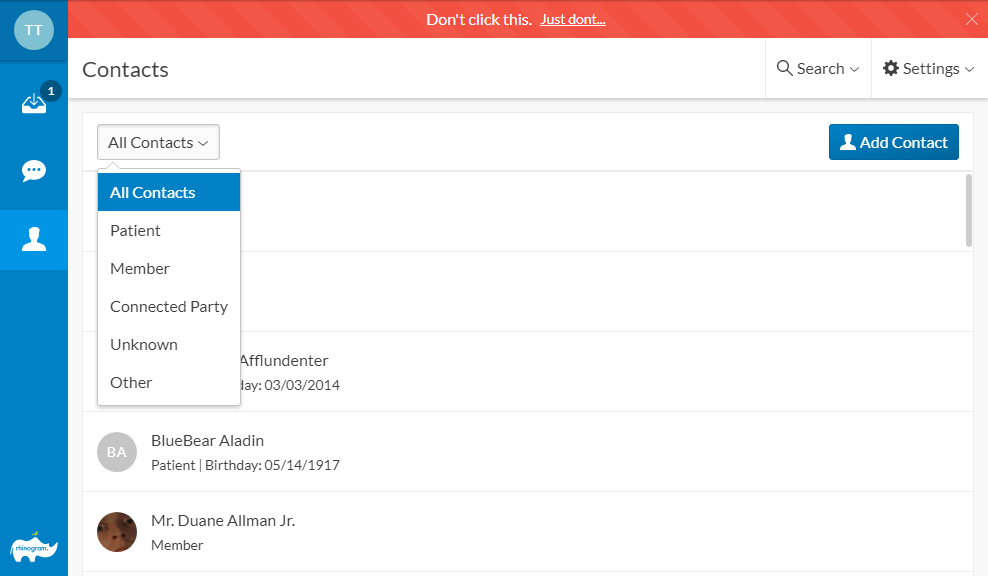 TT
Don't click this. Just dont...
1
Contacts
Search
Settings
All Contacts
Add Contact
All Contacts
Patient
Member
Connected Party
Unknown
Other
Afflundenter
day: 03/03/2014
BA
BlueBear Aladin
Patient | Birthday: 05/14/1917
Mr. Duane Allman Jr.
Member
rhinogram